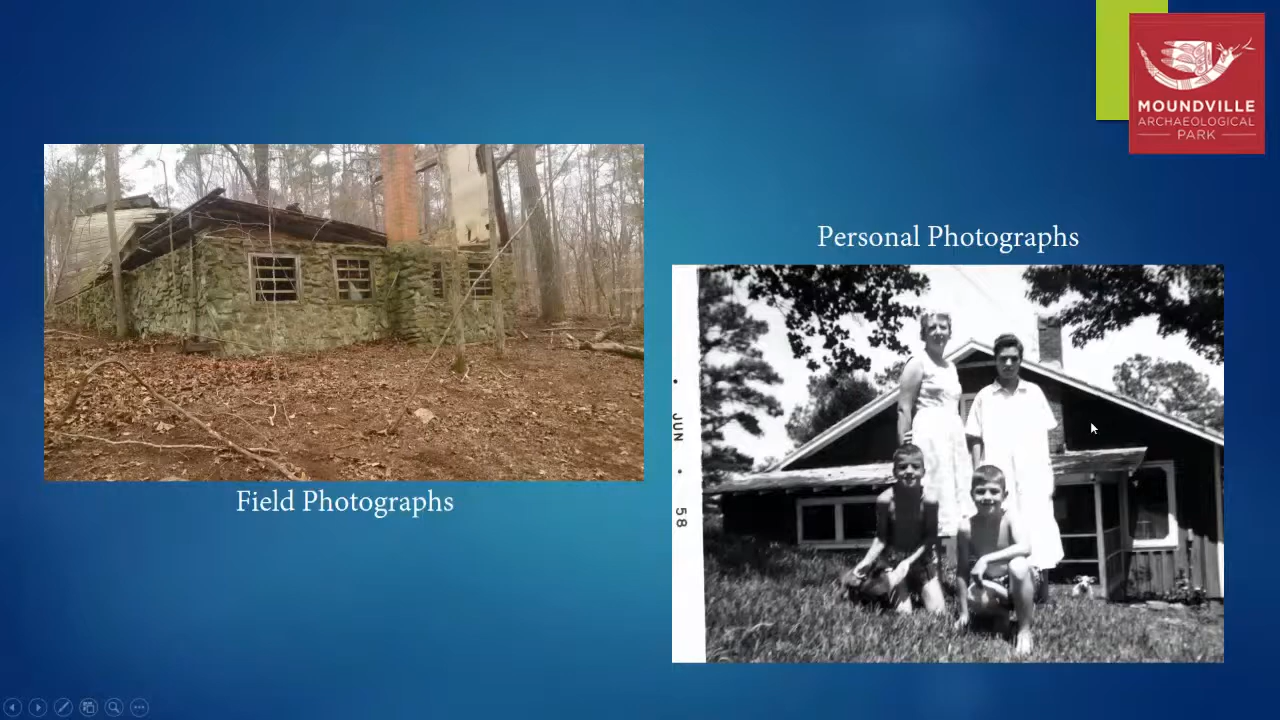 MOUNDVILLE
ARCHAEOLOGICAL
PARK
Personal Photographs
Field Photographs
• JUN • 58